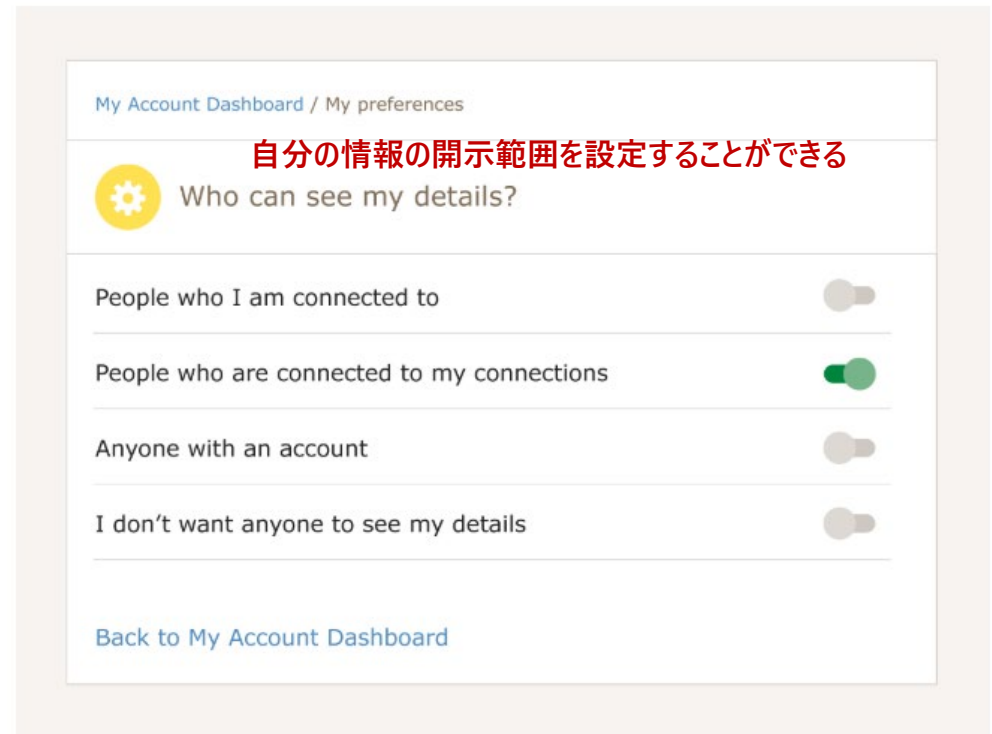 My Account Dashboard / My preferences
自分の情報の開示範囲を設定することができる
Who can see my details?
People who I am connected to
People who are connected to my connections
Anyone with an account
I don’t want anyone to see my details
Back to My Account Dashboard